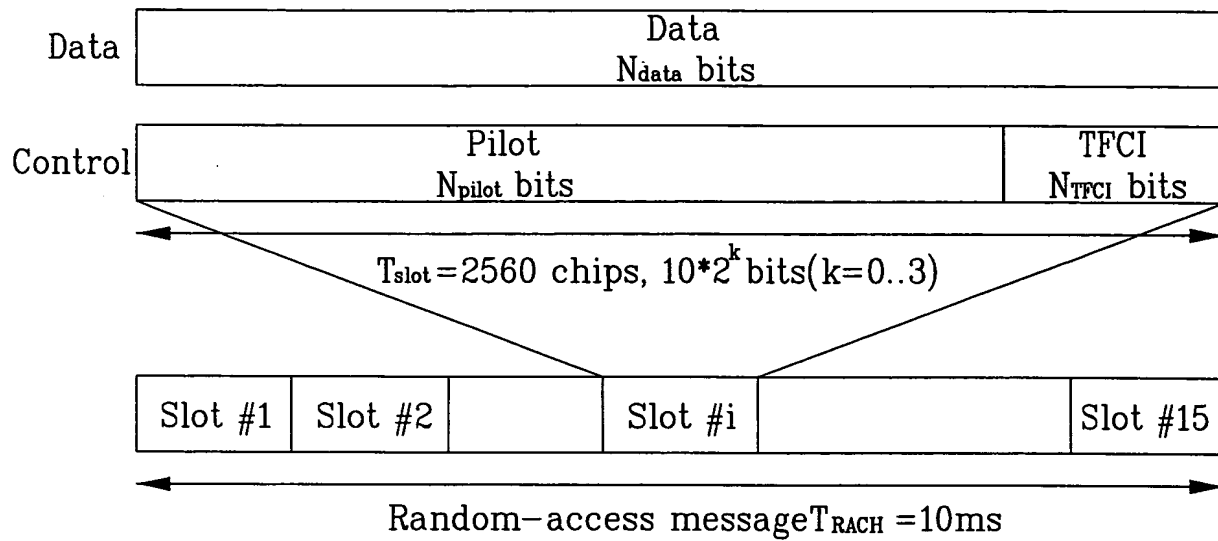 Data
Data
Ndata bits
Control
Pilot
Npilot bits
TFCI
NTFCI bits
Tslot=2560 chips, 10*2^k bits(k=0..3)
Slot #1
Slot #2
Slot #i
Slot #15
Random-access messageTRACH =10ms